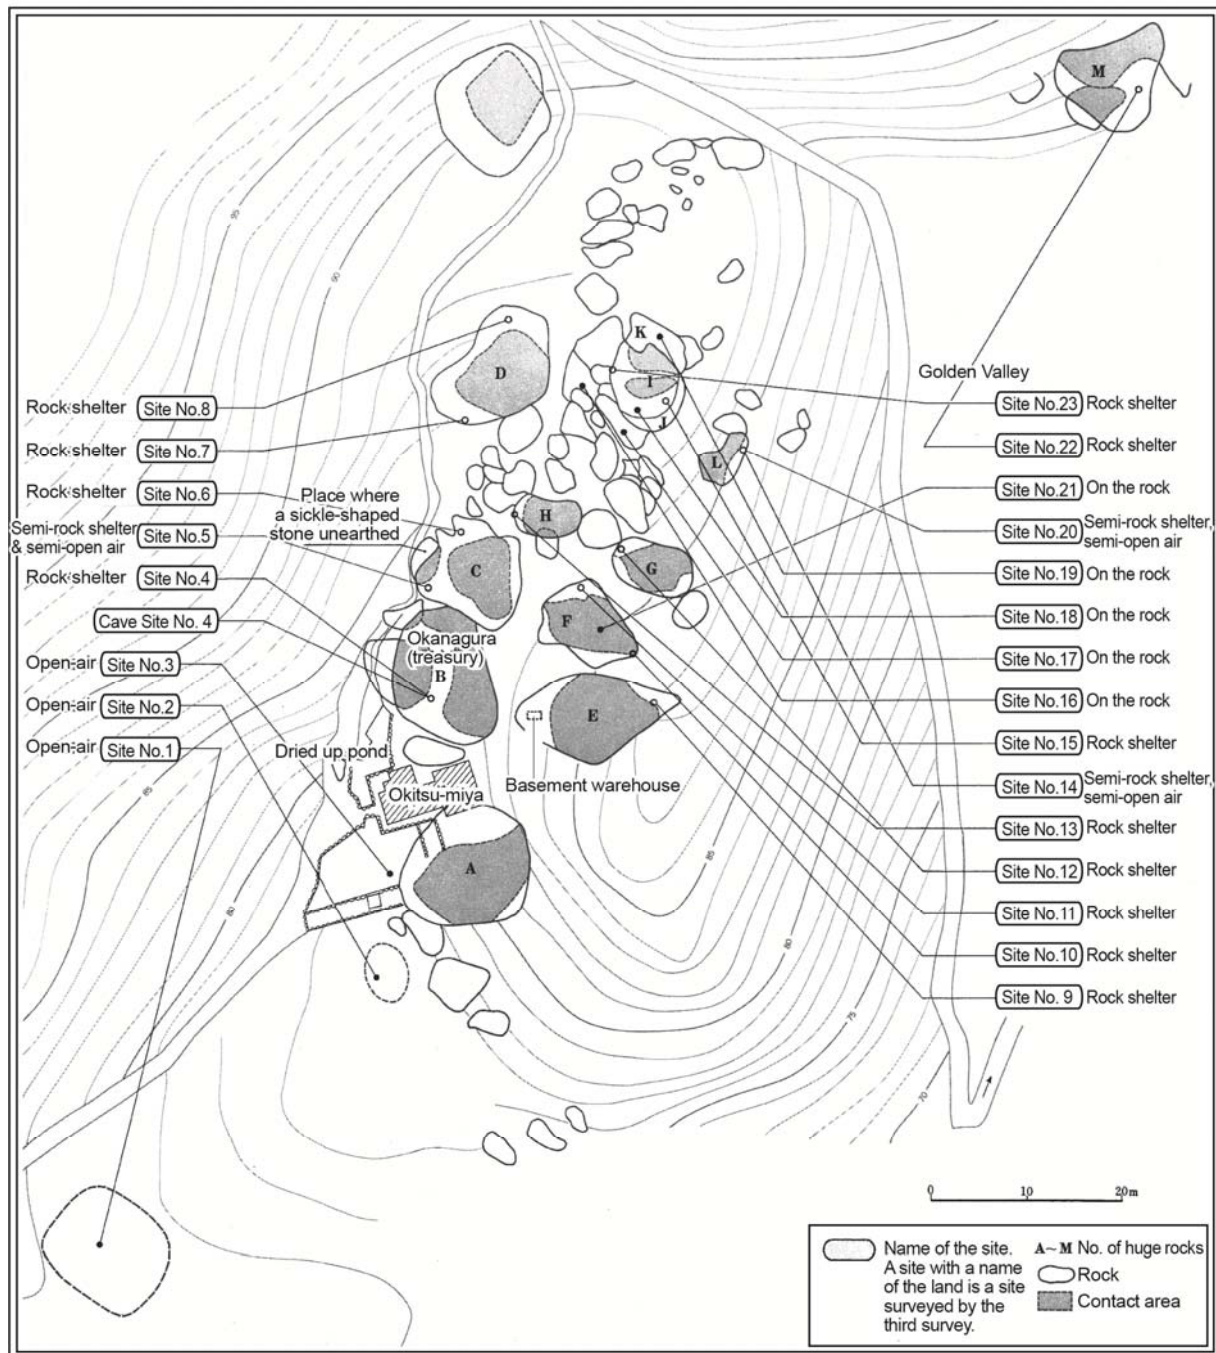 M
95
90
K
D
I
J
L
H
C
G
F
B
E
A
85
80
85
80
75
70
Rock shelter Site No.8
Rock shelter Site No.7
Rock shelter Site No.6
Place where
a sickle-shaped
stone unearthed
Semi-rock shelter
& semi-open air Site No.5
Rock shelter Site No.4
Cave Site No. 4
Okanagura
(treasury)
Open-air Site No.3
Open-air Site No.2
Open-air Site No.1
Dried up pond
Okitsu-miya
Basement warehouse
Golden Valley
Site No.23 Rock shelter
Site No.22 Rock shelter
Site No.21 On the rock
Site No.20 Semi-rock shelter,
semi-open air
Site No.19 On the rock
Site No.18 On the rock
Site No.17 On the rock
Site No.16 On the rock
Site No.15 Rock shelter
Site No.14 Semi-rock shelter,
semi-open air
Site No.13 Rock shelter
Site No.12 Rock shelter
Site No.11 Rock shelter
Site No.10 Rock shelter
Site No. 9 Rock shelter
0 10 20m
Name of the site.
A site with a name
of the land is a site
surveyed by the
third survey.
A~M No. of huge rocks
Rock
Contact area